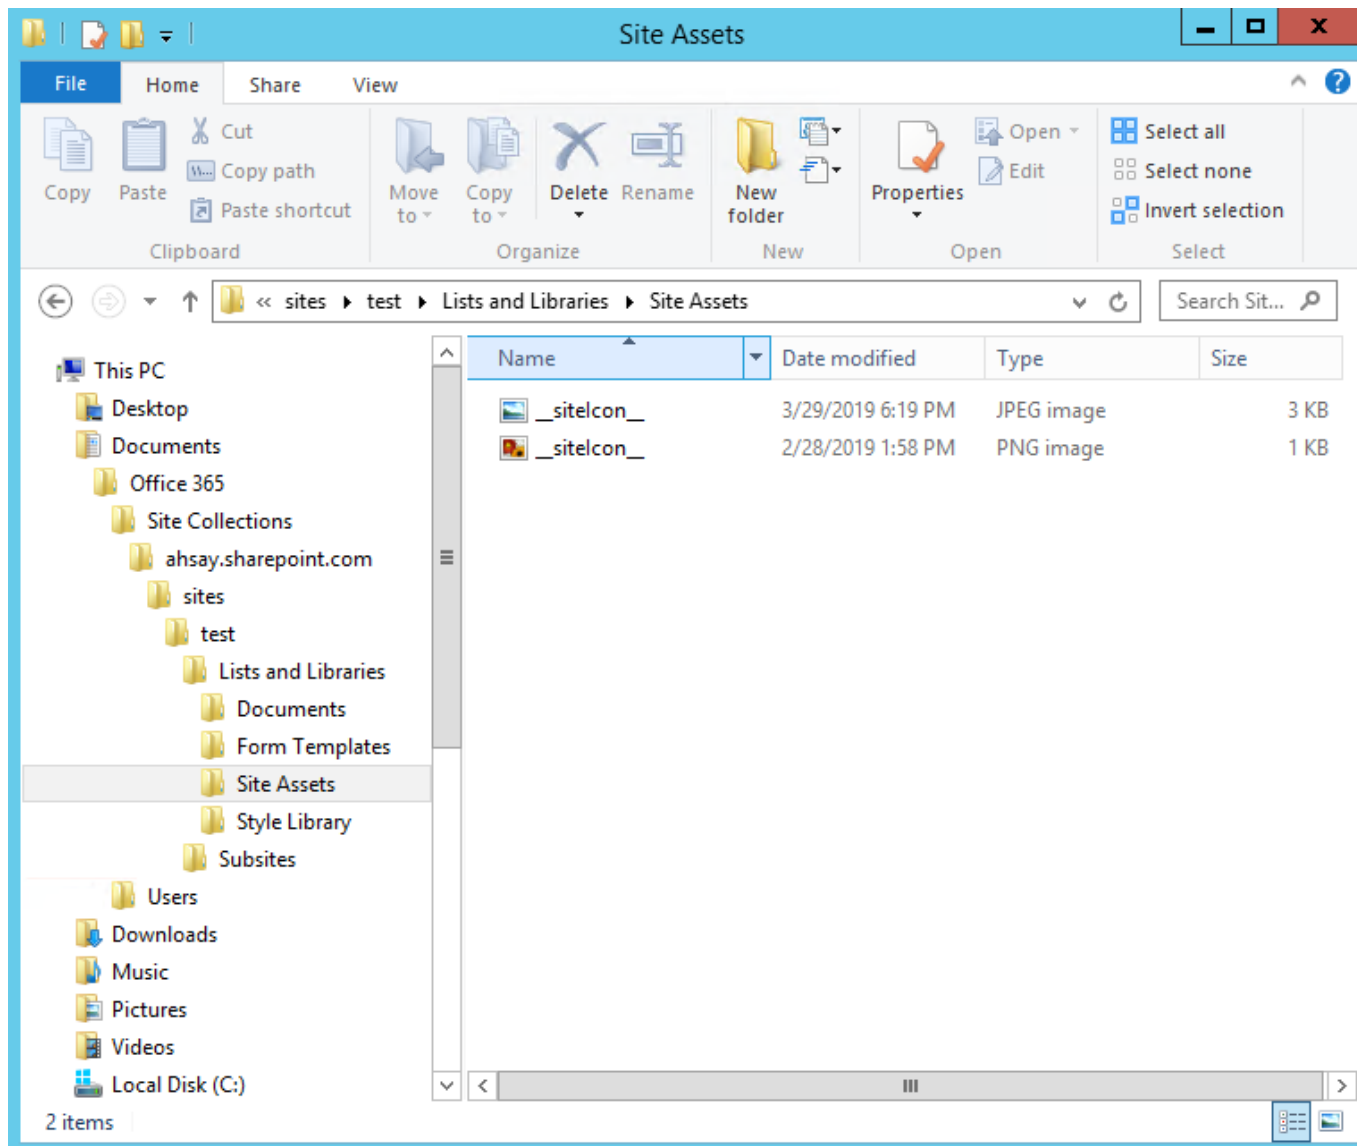 Site Assets
File Home Share View
Cut
Copy path
Paste shortcut
Copy Paste
Clipboard
Move to
Copy to
Delete Rename
Organize
New folder
New
Properties
Open
Edit
Open
Select all
Select none
Invert selection
Select
« sites test Lists and Libraries Site Assets
Search Sit...
Name Date modified Type Size
__siteIcon__ 3/29/2019 6:19 PM JPEG image 3 KB
__siteIcon__ 2/28/2019 1:58 PM PNG image 1 KB
This PC
Desktop
Documents
Office 365
Site Collections
ahsay.sharepoint.com
sites
test
Lists and Libraries
Documents
Form Templates
Site Assets
Style Library
Subsites
Users
Downloads
Music
Pictures
Videos
Local Disk (C:)
2 items